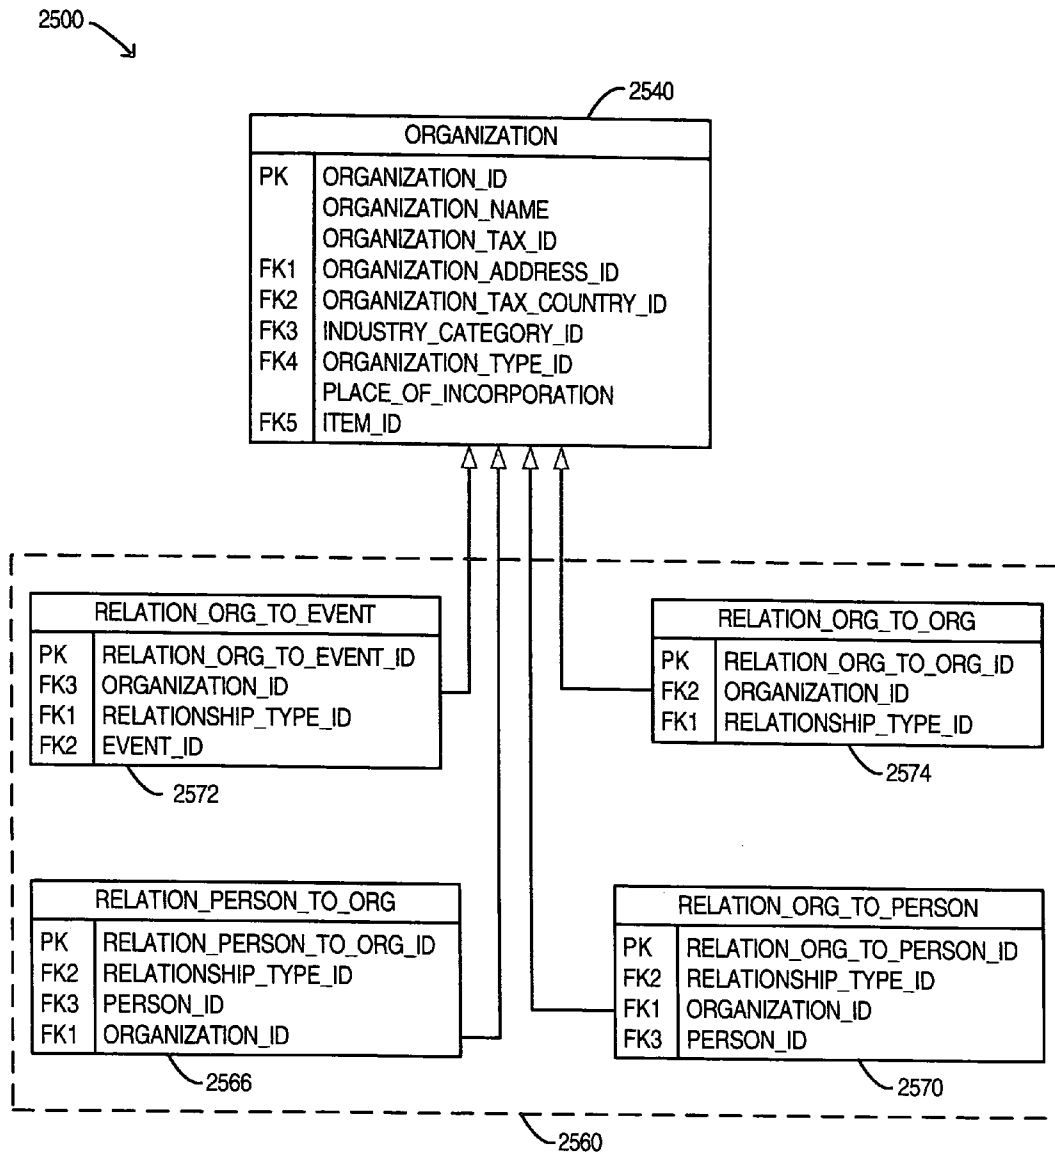 2500
2540
ORGANIZATION
PK ORGANIZATION_ID
ORGANIZATION_NAME
ORGANIZATION_TAX_ID
FK1 ORGANIZATION_ADDRESS_ID
FK2 ORGANIZATION_TAX_COUNTRY_ID
FK3 INDUSTRY_CATEGORY_ID
FK4 ORGANIZATION_TYPE_ID
PLACE_OF_INCORPORATION
FK5 ITEM_ID
RELATION_ORG_TO_EVENT
PK RELATION_ORG_TO_EVENT_ID
FK3 ORGANIZATION_ID
FK1 RELATIONSHIP_TYPE_ID
FK2 EVENT_ID
2572
RELATION_ORG_TO_ORG
PK RELATION_ORG_TO_ORG_ID
FK2 ORGANIZATION_ID
FK1 RELATIONSHIP_TYPE_ID
2574
RELATION_PERSON_TO_ORG
PK RELATION_PERSON_TO_ORG_ID
FK2 RELATIONSHIP_TYPE_ID
FK3 PERSON_ID
FK1 ORGANIZATION_ID
2566
RELATION_ORG_TO_PERSON
PK RELATION_ORG_TO_PERSON_ID
FK2 RELATIONSHIP_TYPE_ID
FK1 ORGANIZATION_ID
FK3 PERSON_ID
2570
2560